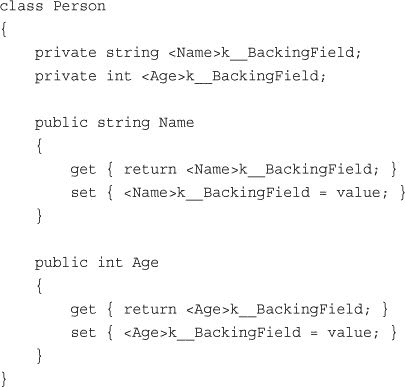 class Person
{
    private string <Name>k__BackingField;
    private int <Age>k__BackingField;

    public string Name
    {
        get { return <Name>k__BackingField; }
        set { <Name>k__BackingField = value; }
    }

    public int Age
    {
        get { return <Age>k__BackingField; }
        set { <Age>k__BackingField = value; }
    }
}